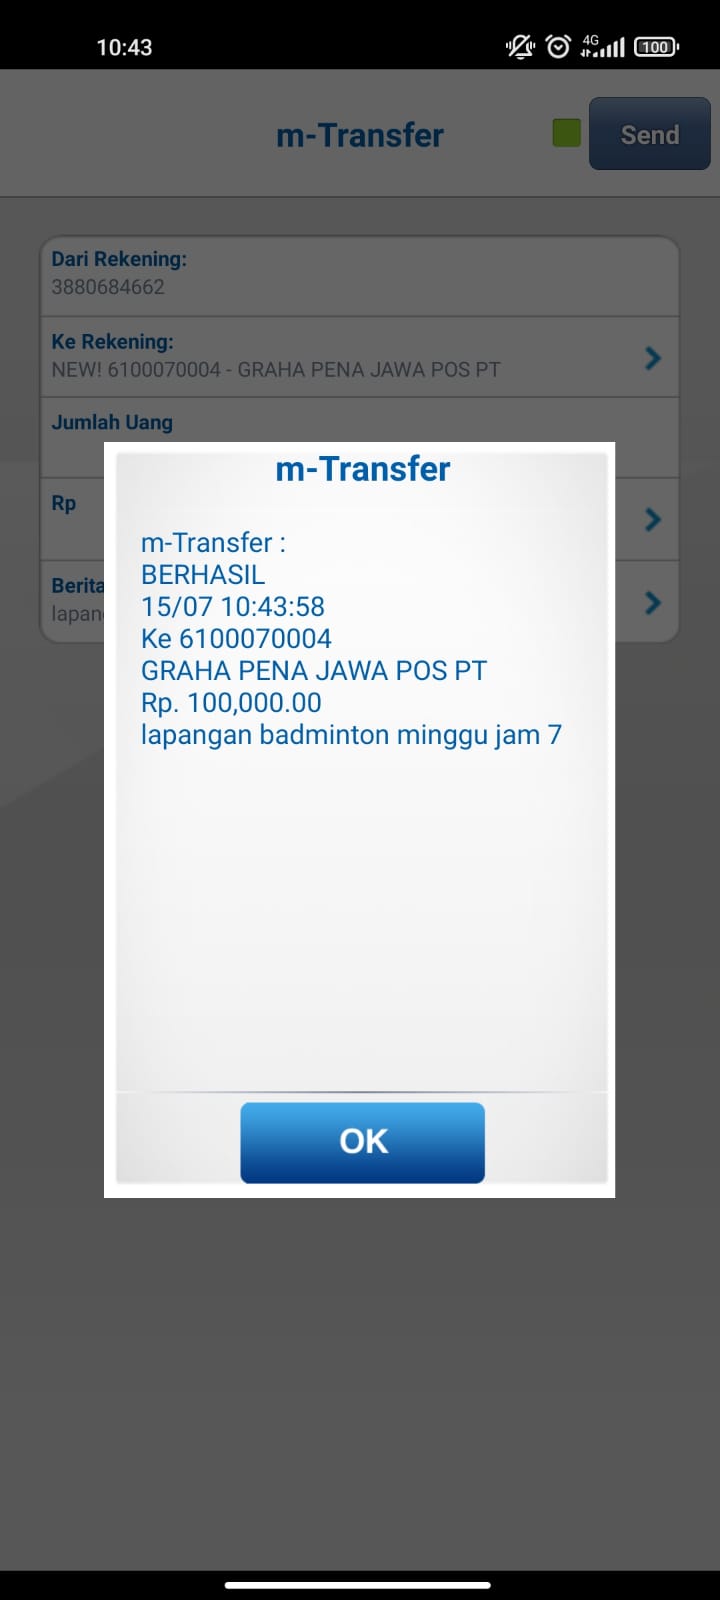 10:43
4G
100
m-Transfer
Send
Dari Rekening:
3880684662
Ke Rekening:
NEW! 6100070004 - GRAHA PENA JAWA POS PT
Jumlah Uang
Rp
Berita
lapan
m-Transfer
m-Transfer :
BERHASIL
15/07 10:43:58
Ke 6100070004
GRAHA PENA JAWA POS PT
Rp. 100,000.00
lapangan badminton minggu jam 7
OK